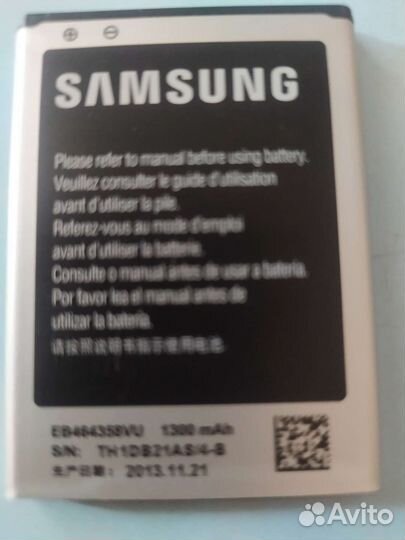 SAMSUNG
Please refer to manual before using battery.
Veuillez consulter le guide d'utilisation
avant d'utiliser la pile.
Referez-vous au mode d'emploi
avant d'utiliser la batterie.
Consulte o manual antes de usar a bateria.
Por favor lea el manual antes de
utilizar la batería.
请按照说明书指示使用电池
EB464358VU 1300 mAh
S/N: TH1DB21AS/4-B
生产日期: 2013.11.21
Avito